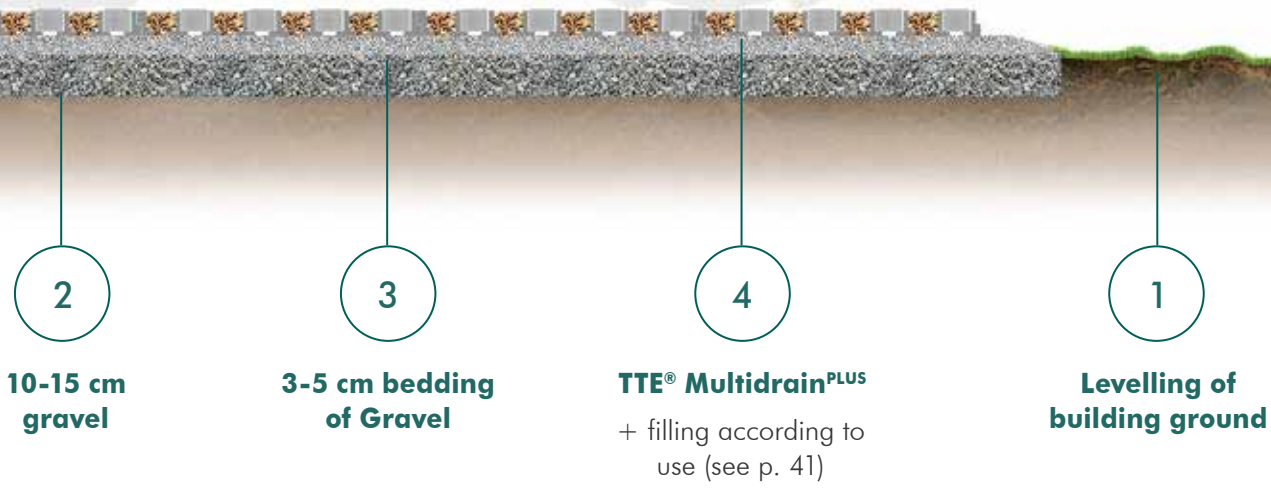 2
10-15 cm
gravel
3
3-5 cm bedding
of Gravel
4
TTE® MultidrainPLUS
+ filling according to
use (see p. 41)
1
Levelling of
building ground